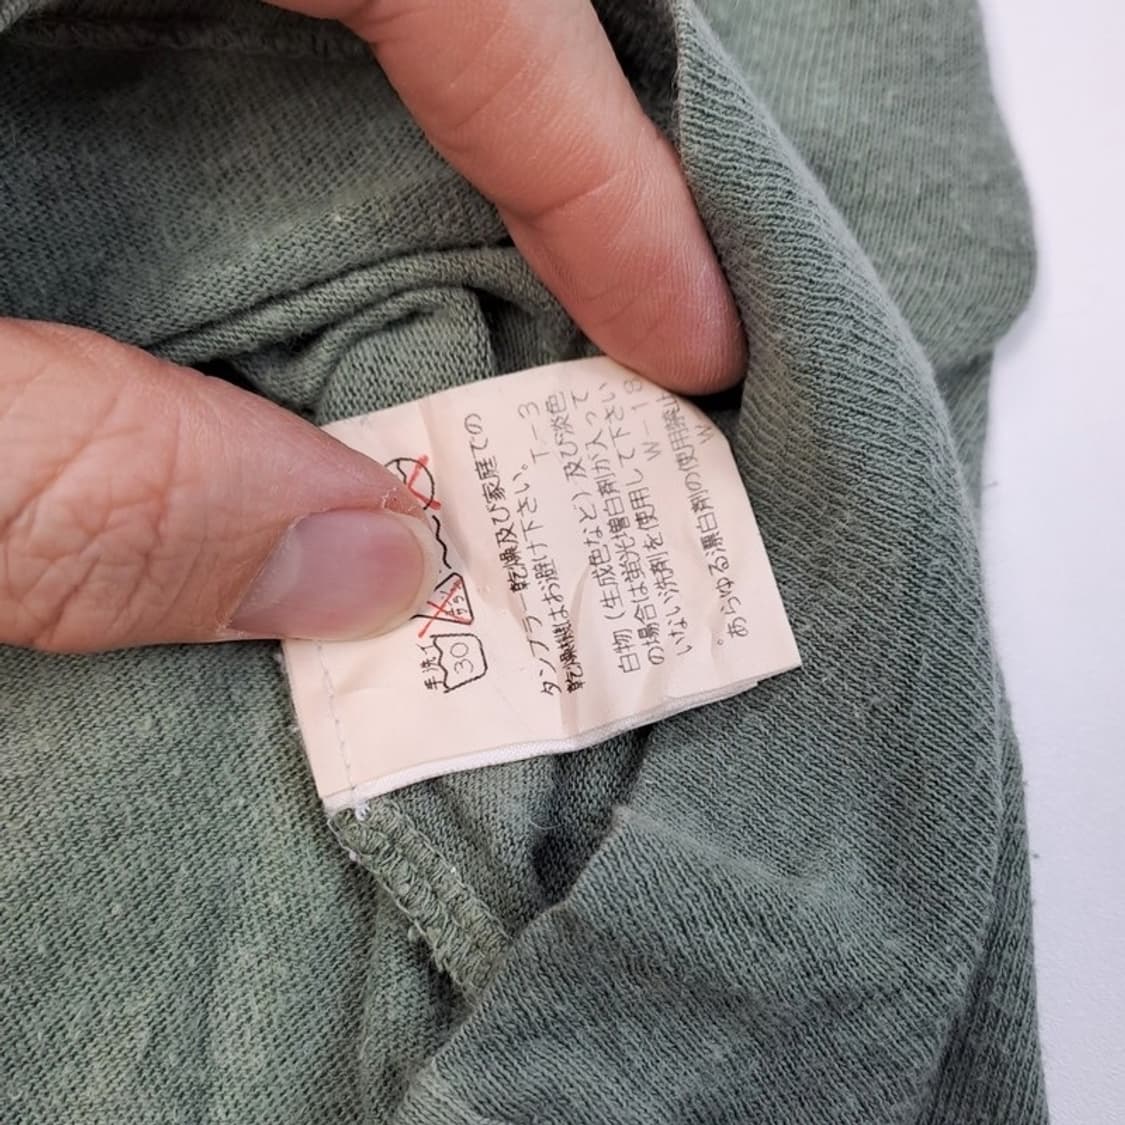 手洗イ
30
エンソ
タンブラー乾燥及び家庭での
乾燥機はお避け下さい。 T-3
白物(生成色など)及び淡色
の場合は蛍光増白剤が入って
いない洗剤を使用して下さい
。 W-18
あらゆる漂白剤の使用禁止
W